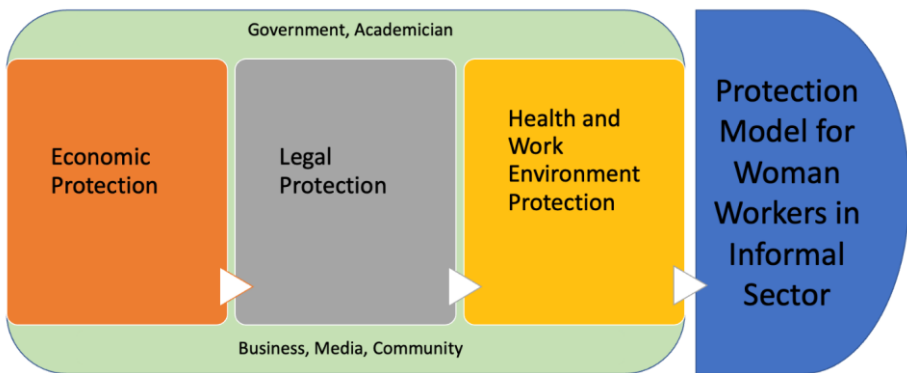 Government, Academician
Economic
Protection
Legal
Protection
Health and
Work
Environment
Protection
Protection
Model for
Woman
Workers in
Informal
Sector
Business, Media, Community